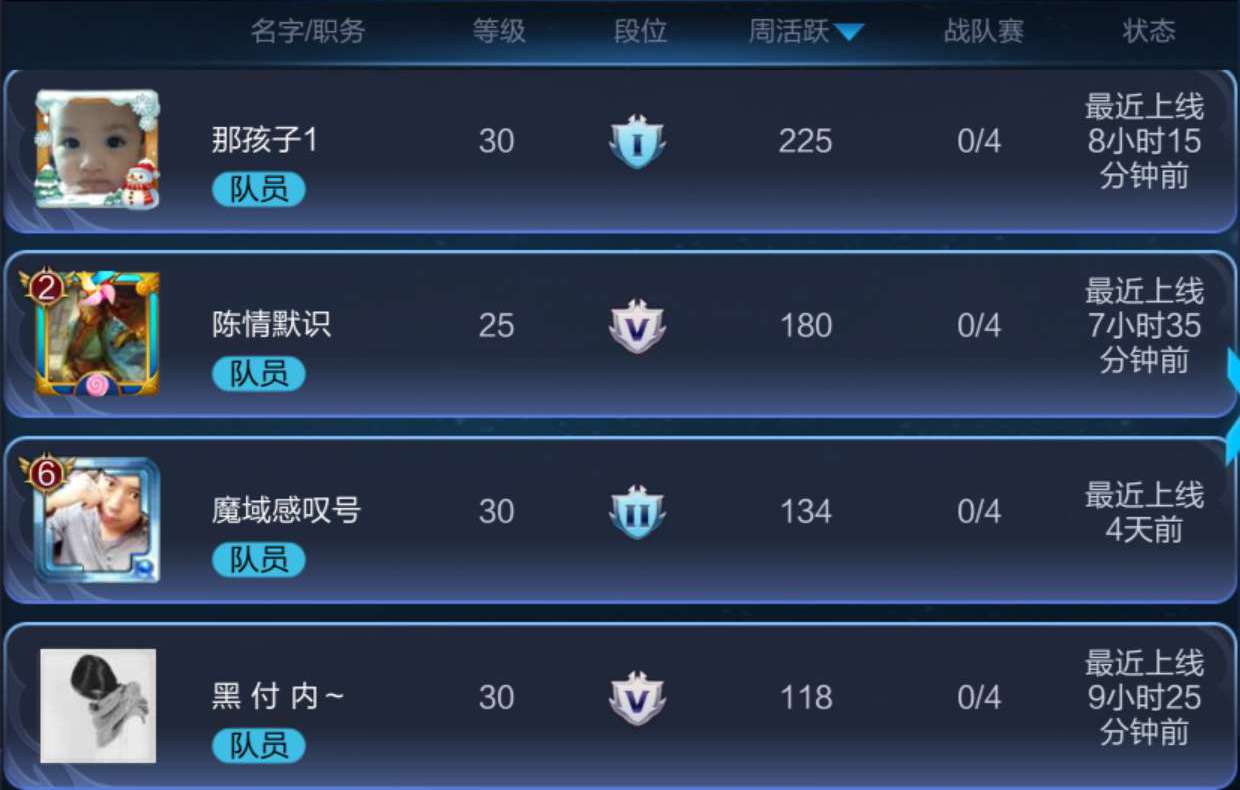 名字/职务 等级 段位 周活跃 战队赛 状态
那孩子1 30 I 225 0/4 最近上线
8小时15
分钟前
队员
2
陈情默识 25 V 180 0/4 最近上线
7小时35
分钟前
队员
6
魔域感叹号 30 II 134 0/4 最近上线
4天前
队员
黑 付 内~ 30 V 118 0/4 最近上线
9小时25
分钟前
队员